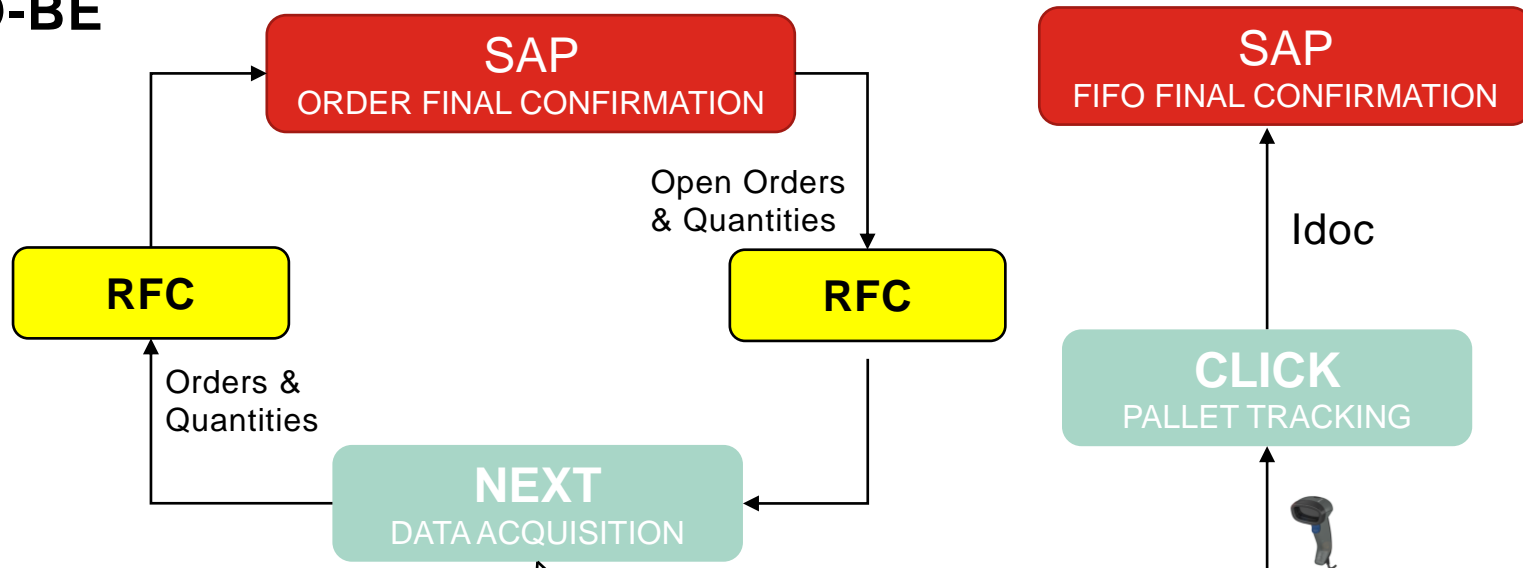 -BE
SAP
ORDER FINAL CONFIRMATION
SAP
FIFO FINAL CONFIRMATION
Open Orders
& Quantities
Idoc
RFC
RFC
CLICK
PALLET TRACKING
Orders &
Quantities
NEXT
DATA ACQUISITION